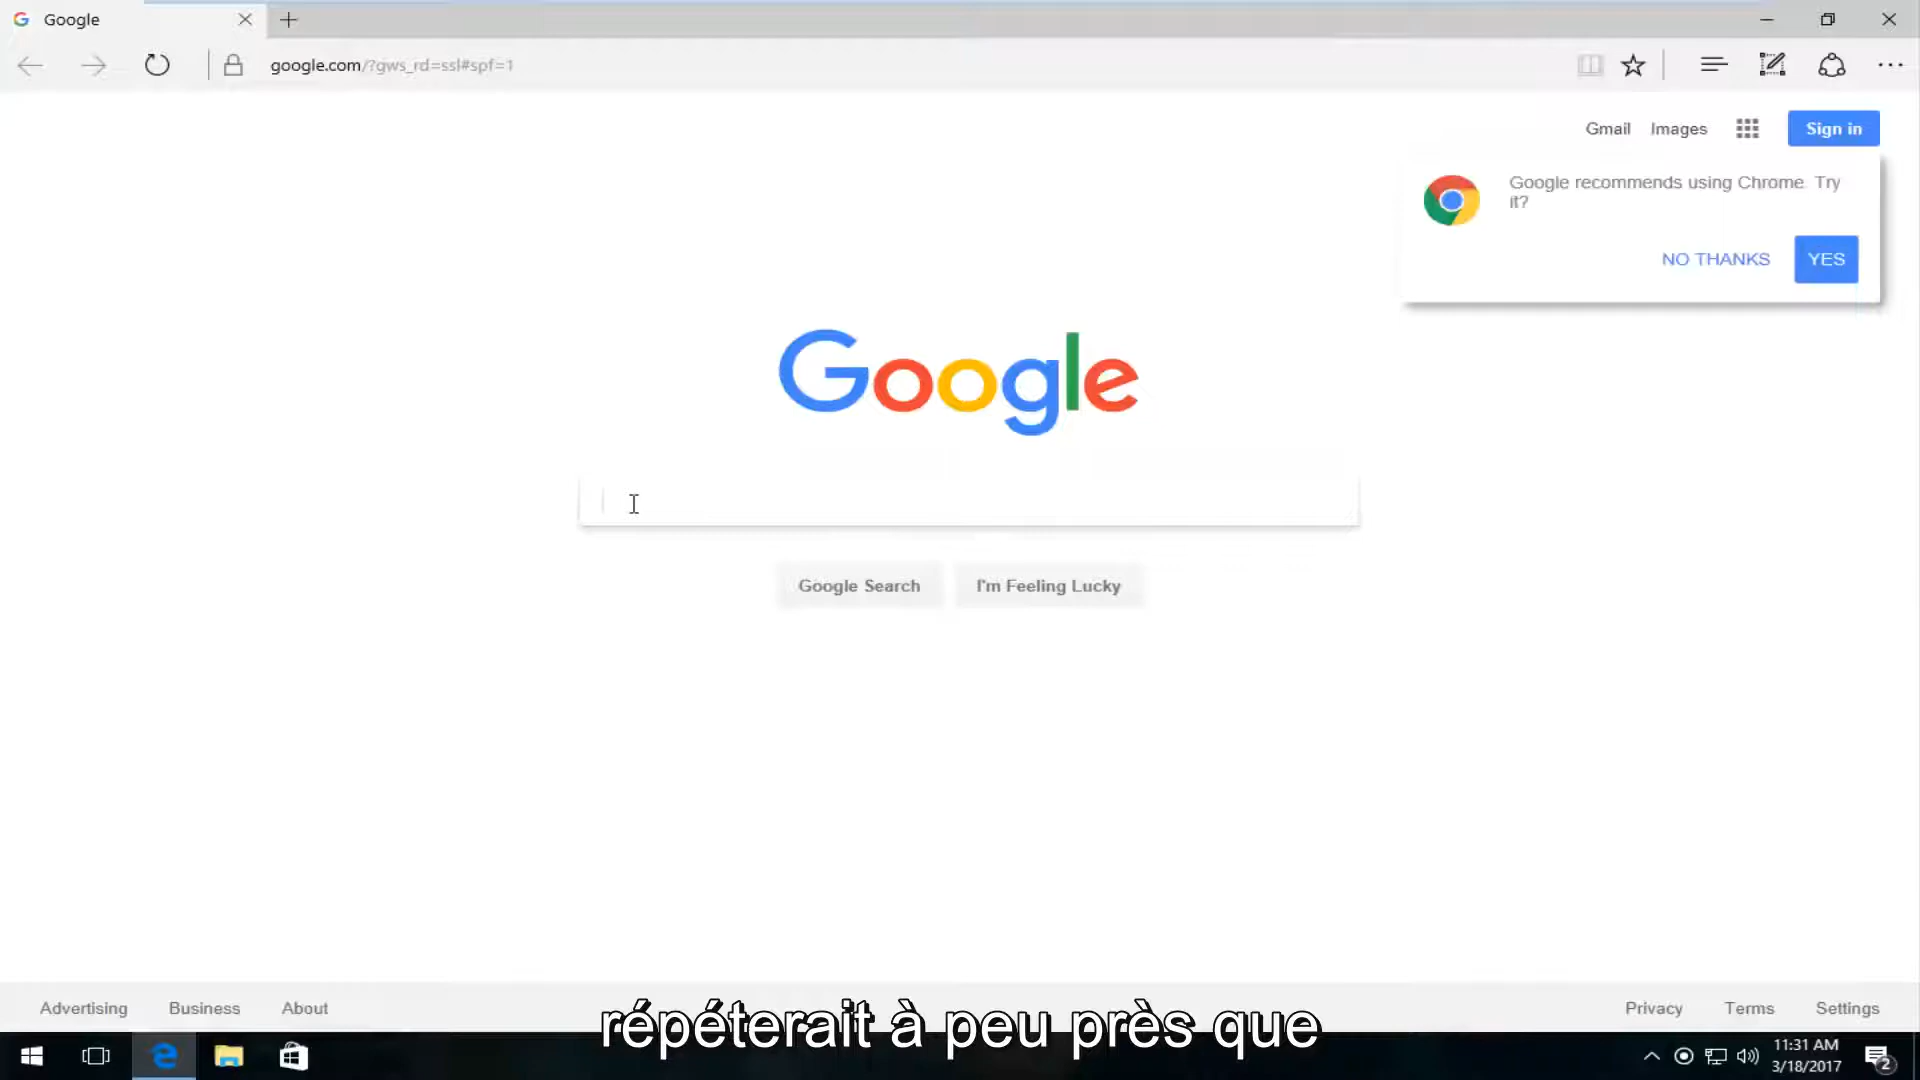 Google
google.com/?gws_rd=ssl#spf=1
Gmail Images Sign in
Google recommends using Chrome. Try
it?
NO THANKS YES
Google
Google Search I'm Feeling Lucky
Advertising Business About Privacy Terms Settings
répéterait à peu près que
11:31 AM
3/18/2017
2